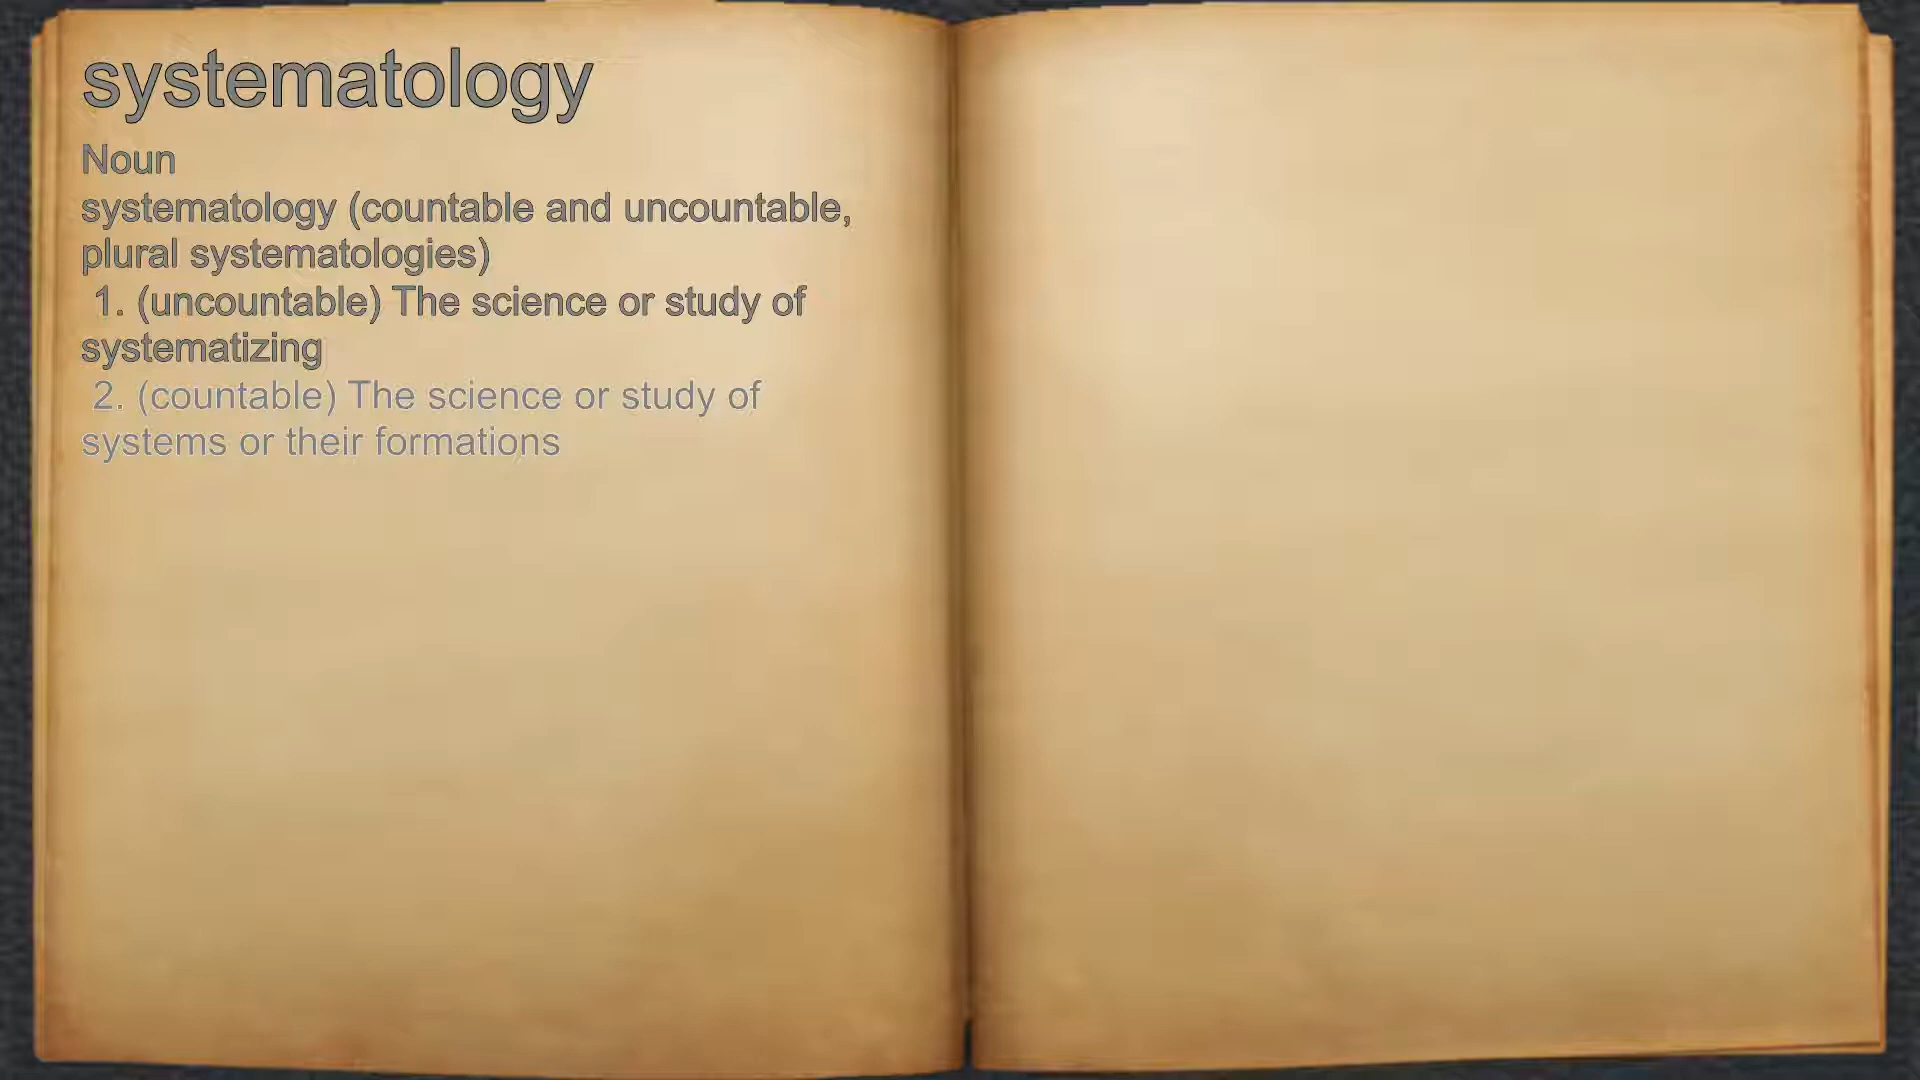 systematology
Noun
systematology (countable and uncountable,
plural systematologies)
1. (uncountable) The science or study of
systematizing
2. (countable) The science or study of
systems or their formations